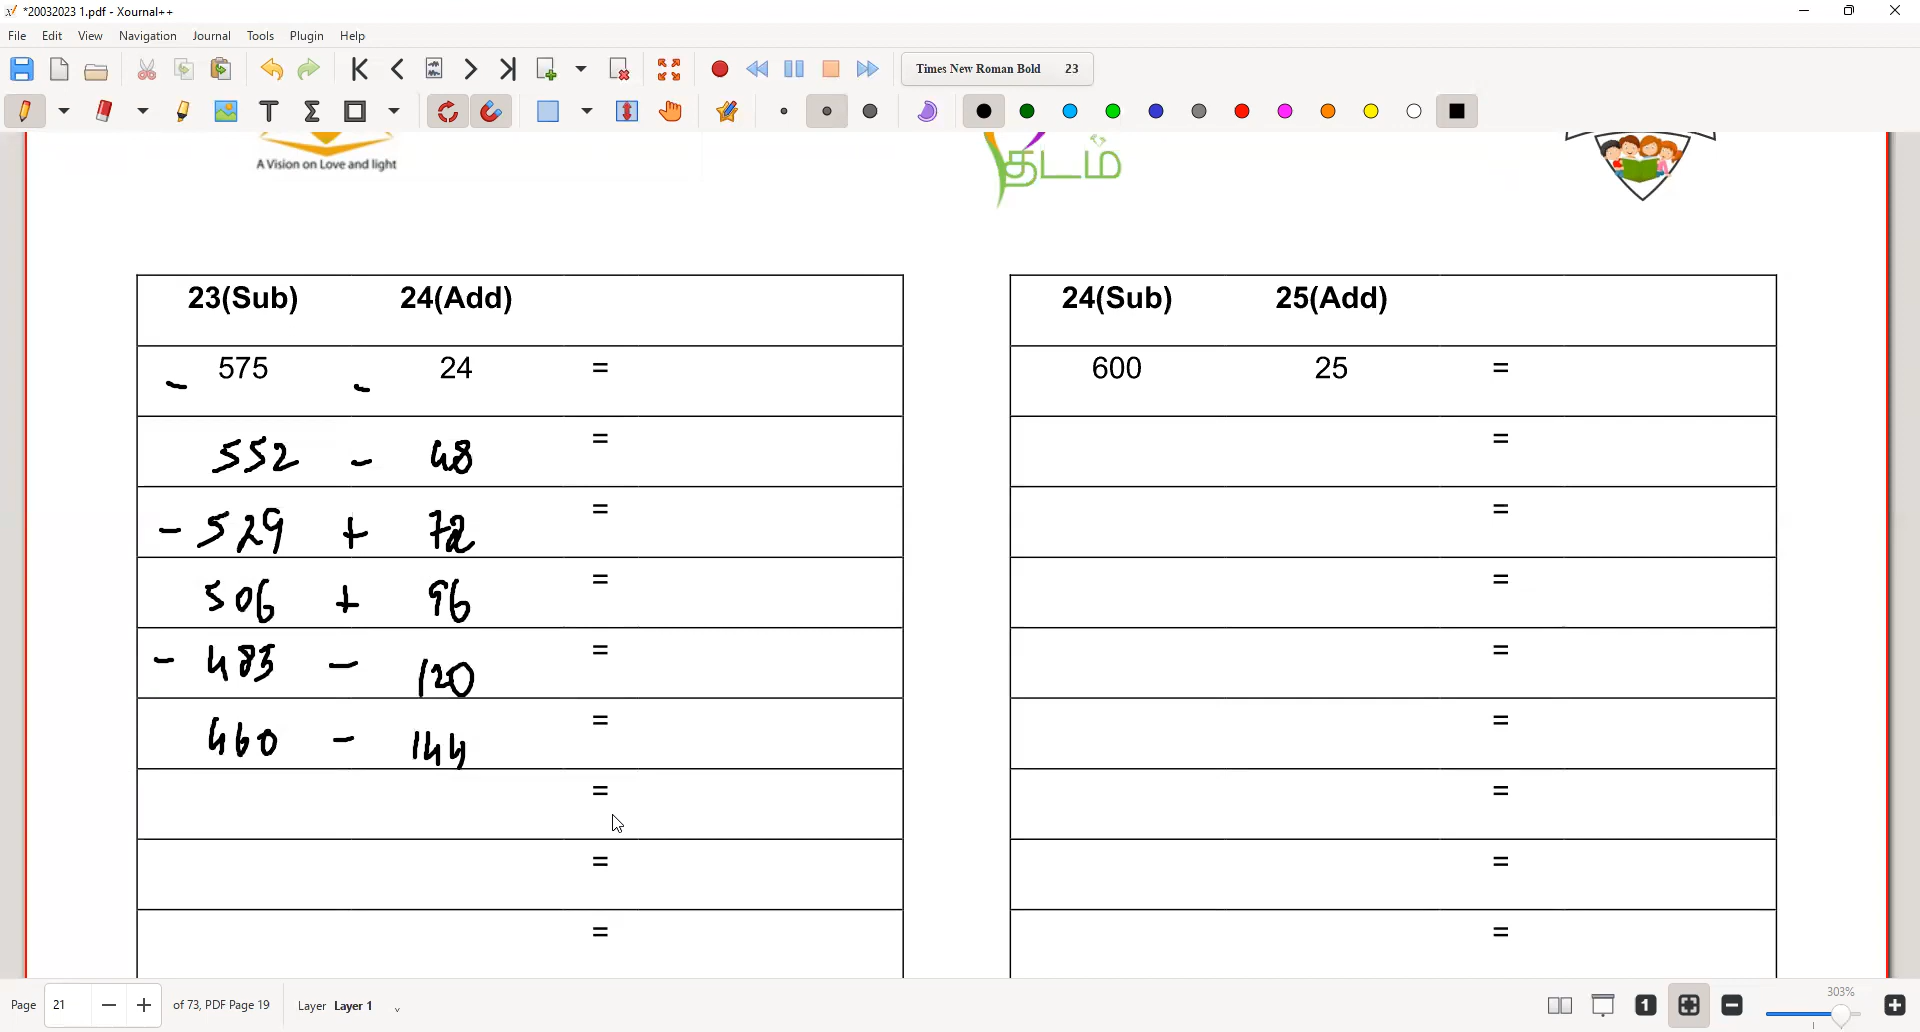 *20032023 1.pdf - Xournal++
File Edit View Navigation Journal Tools Plugin Help
Times New Roman Bold 23
A Vision on Love and light
தடம்
23(Sub) 24(Add)
- 575 - 24 =
552 - 48 =
- 529 + 72 =
506 + 96 =
- 483 - 120 =
460 - 144 =
=
=
=
24(Sub) 25(Add)
600 25 =
=
=
=
=
=
=
=
=
Page 21 of 73, PDF Page 19 Layer Layer 1
1
303%